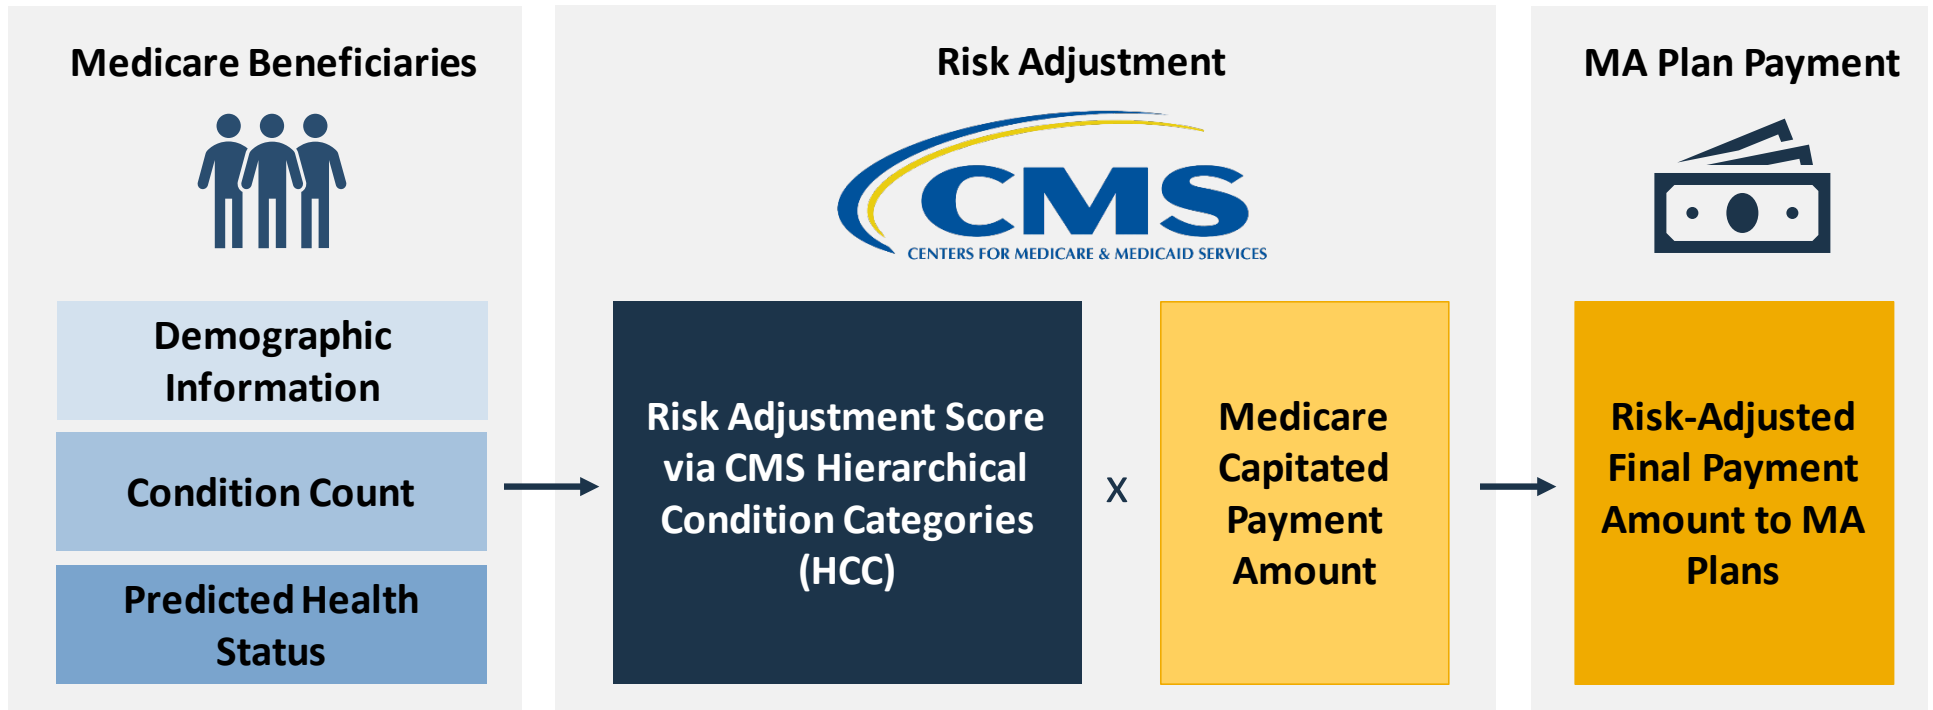 Medicare Beneficiaries
Demographic
Information
Condition Count
Predicted Health
Status
Risk Adjustment
CMS
CENTERS FOR MEDICARE & MEDICAID SERVICES
Risk Adjustment Score
via CMS Hierarchical
Condition Categories
(HCC)
x
Medicare
Capitated
Payment
Amount
MA Plan Payment
Risk-Adjusted
Final Payment
Amount to MA
Plans